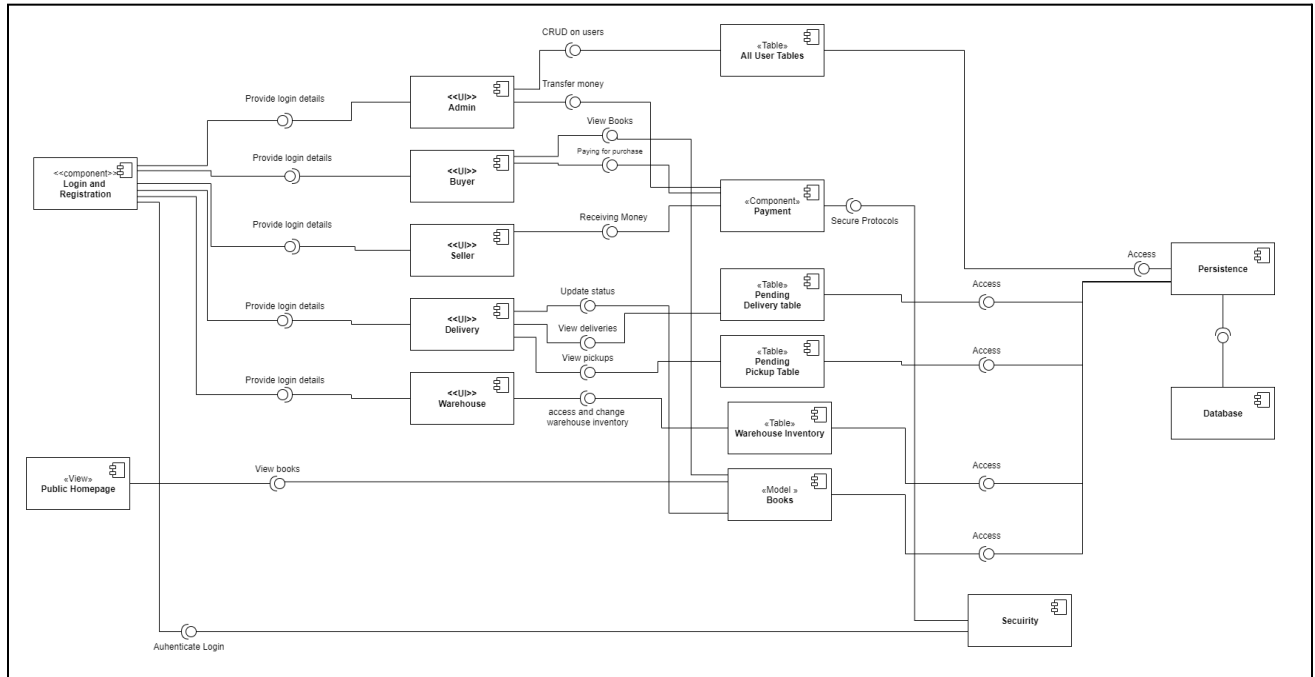 CRUD on users
«Table»
All User Tables
Transfer money
Provide login details
<<UI>>
Admin
View Books
Provide login details
Paying for purchase
<<component>>
Login and
Registration
<<UI>>
Buyer
«Component»
Payment
Secure Protocols
Provide login details
Receiving Money
<<UI>>
Seller
Access
Persistence
Provide login details
Update status
«Table»
Pending
Delivery table
Access
<<UI>>
Delivery
View deliveries
View pickups
«Table»
Pending
Pickup Table
Access
Provide login details
<<UI>>
Warehouse
access and change
warehouse inventory
«Table»
Warehouse Inventory
Database
«View»
Public Homepage
View books
Access
«Model »
Books
Access
Secuirity
Auhenticate Login